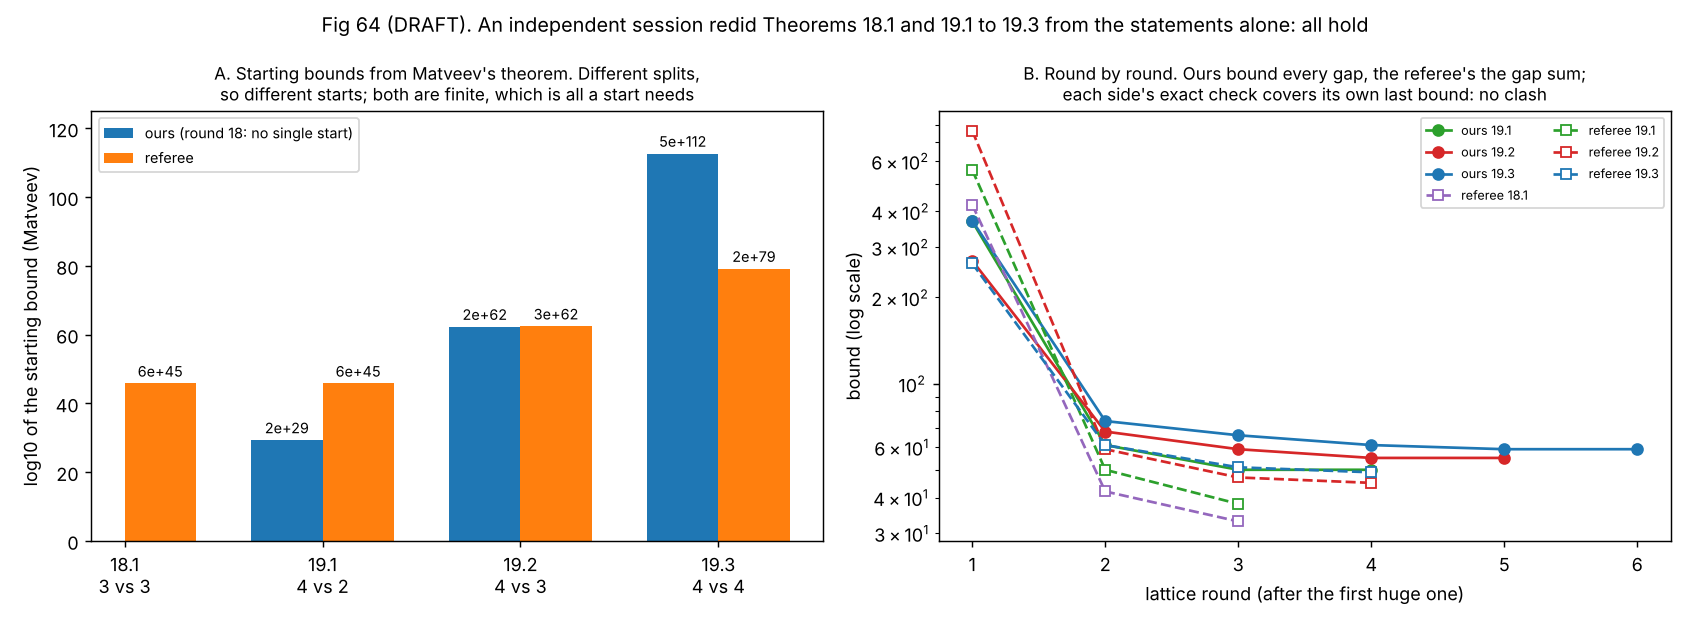 Fig 64 (DRAFT). An independent session redid Theorems 18.1 and 19.1 to 19.3 from the statements alone: all hold
A. Starting bounds from Matveev's theorem. Different splits,
so different starts; both are finite, which is all a start needs
log10 of the starting bound (Matveev)
120
100
80
60
40
20
0
ours (round 18: no single start)
referee
6e+45
2e+29
6e+45
2e+62
3e+62
5e+112
2e+79
18.1
3 vs 3
19.1
4 vs 2
19.2
4 vs 3
19.3
4 vs 4
B. Round by round. Ours bound every gap, the referee's the gap sum;
each side's exact check covers its own last bound: no clash
bound (log scale)
6 × 10²
4 × 10²
3 × 10²
2 × 10²
10²
6 × 10¹
4 × 10¹
3 × 10¹
ours 19.1
ours 19.2
ours 19.3
referee 18.1
referee 19.1
referee 19.2
referee 19.3
1
2
3
4
5
6
lattice round (after the first huge one)